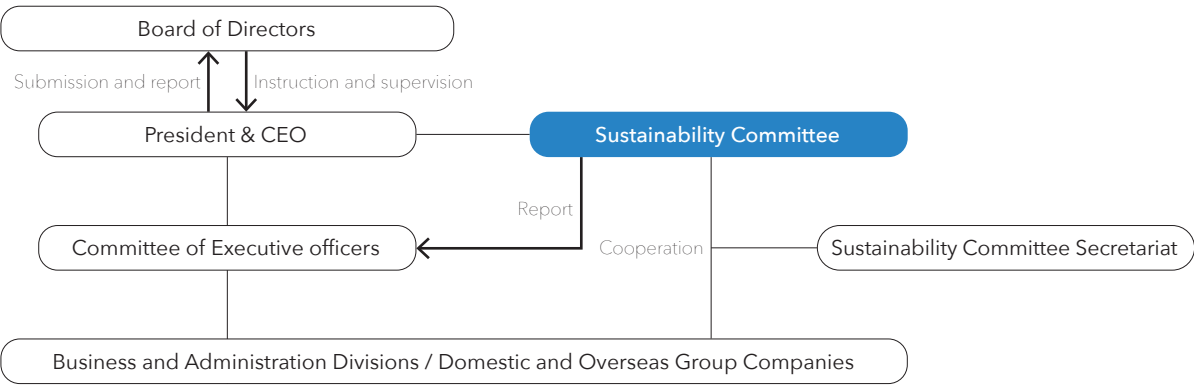 Board of Directors
Submission and report
Instruction and supervision
President & CEO
Sustainability Committee
Report
Committee of Executive officers
Cooperation
Sustainability Committee Secretariat
Business and Administration Divisions / Domestic and Overseas Group Companies